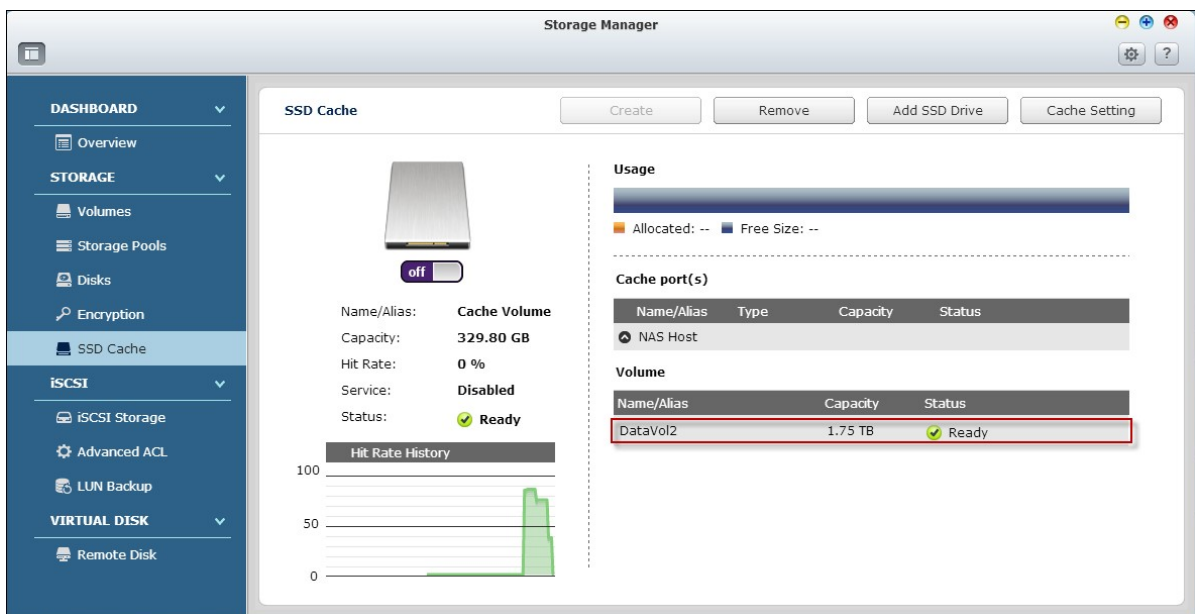 Storage Manager
?
DASHBOARD
Overview
STORAGE
Volumes
Storage Pools
Disks
Encryption
SSD Cache
iSCSI
iSCSI Storage
Advanced ACL
LUN Backup
VIRTUAL DISK
Remote Disk
SSD Cache Create Remove Add SSD Drive Cache Setting
off
Name/Alias: Cache Volume
Capacity: 329.80 GB
Hit Rate: 0 %
Service: Disabled
Status: Ready
Hit Rate History
100
50
0
Usage
Allocated: -- Free Size: --
Cache port(s)
Name/Alias Type Capacity Status
NAS Host
Volume
Name/Alias Capacity Status
DataVol2 1.75 TB Ready